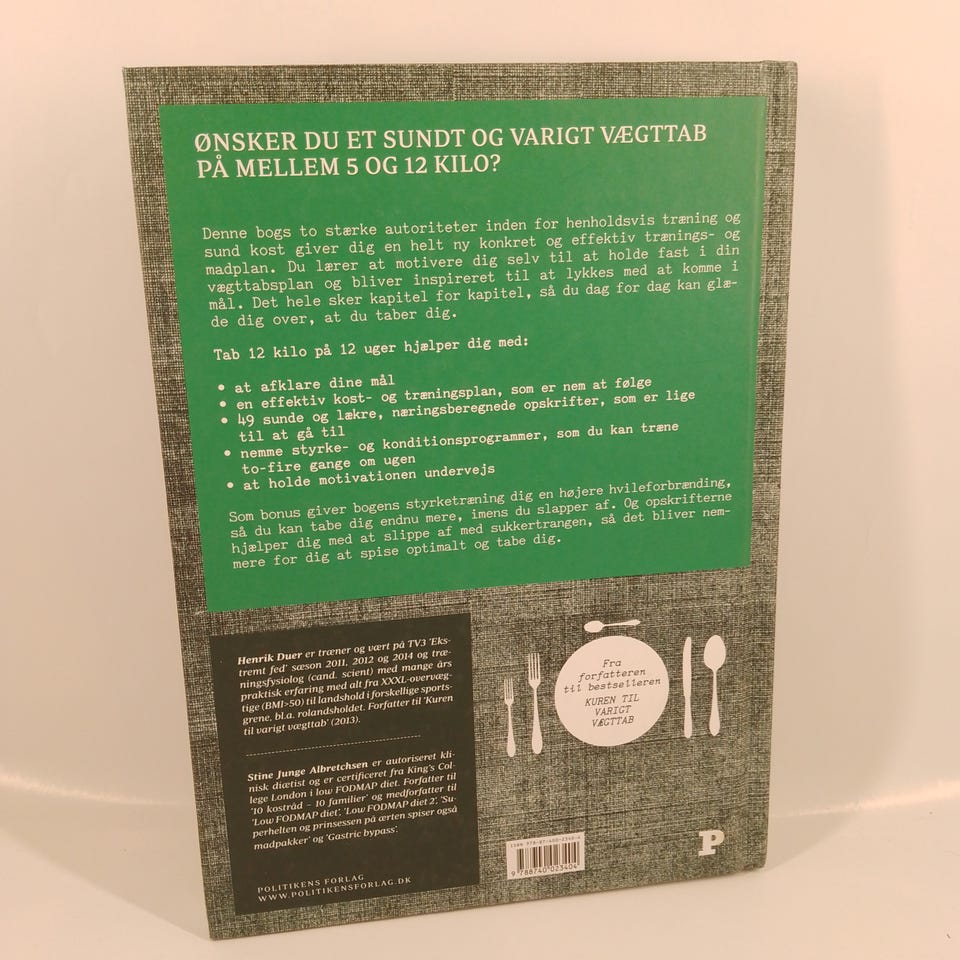 ØNSKER DU ET SUNDT OG VARIGT VÆGTTAB
PÅ MELLEM 5 OG 12 KILO?
Denne bogs to stærke autoriteter inden for henholdsvis træning og
sund kost giver dig en helt ny konkret og effektiv trænings- og
madplan. Du lærer at motivere dig selv til at holde fast i din
vægttabsplan og bliver inspireret til at lykkes med at komme i
mål. Det hele sker kapitel for kapitel, så du dag for dag kan glæ-
de dig over, at du taber dig.
Tab 12 kilo på 12 uger hjælper dig med:
• at afklare dine mål
• en effektiv kost- og træningsplan, som er nem at følge
• 49 sunde og lækre, næringsberegnede opskrifter, som er lige
til at gå til
• nemme styrke- og konditionsprogrammer, som du kan træne
to-fire gange om ugen
• at holde motivationen undervejs
Som bonus giver bogens styrketræning dig en højere hvileforbrænding,
så du kan tabe dig endnu mere, imens du slapper af. Og opskrifterne
hjælper dig med at slippe af med sukkertrangen, så det bliver nem-
mere for dig at spise optimalt og tabe dig.
Henrik Duer er træner og vært på TV3 'Eks-
tremt fed' sæson 2011, 2012 og 2014 og træ-
ningsfysiolog (cand. scient) med mange års
praktisk erfaring med alt fra XXXL-overvæg-
tige (BMI>50) til landshold i forskellige sports-
grene, bl.a. rolandsholdet. Forfatter til 'Kuren
til varigt vægttab' (2013).
Stine Junge Albretchsen er autoriseret kli-
nisk diætist og er certificeret fra King's Col-
lege London i low FODMAP diet. Forfatter til
'10 kostråd – 10 familier' og medforfatter til
'Low FODMAP diet', 'Low FODMAP diet 2', 'Su-
perhelten og prinsessen på ærten spiser også
madpakker' og 'Gastric bypass'.
POLITIKENS FORLAG
WWW.POLITIKENSFORLAG.DK
Fra
forfatteren
til bestselleren
KUREN TIL
VARIGT
VÆGTTAB
ISBN 978-87-400-2340-4
9 788740 023404
P